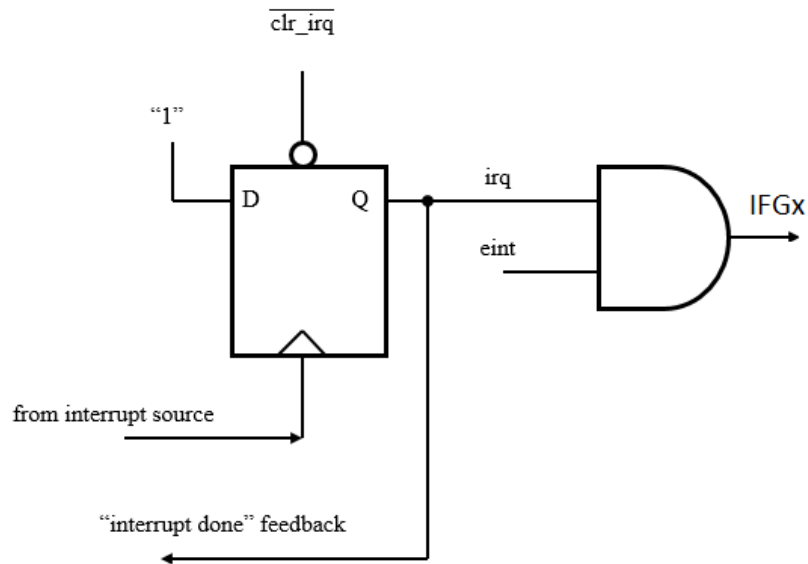 clr_irq
“1”
D
Q
irq
IFGx
eint
from interrupt source
“interrupt done” feedback